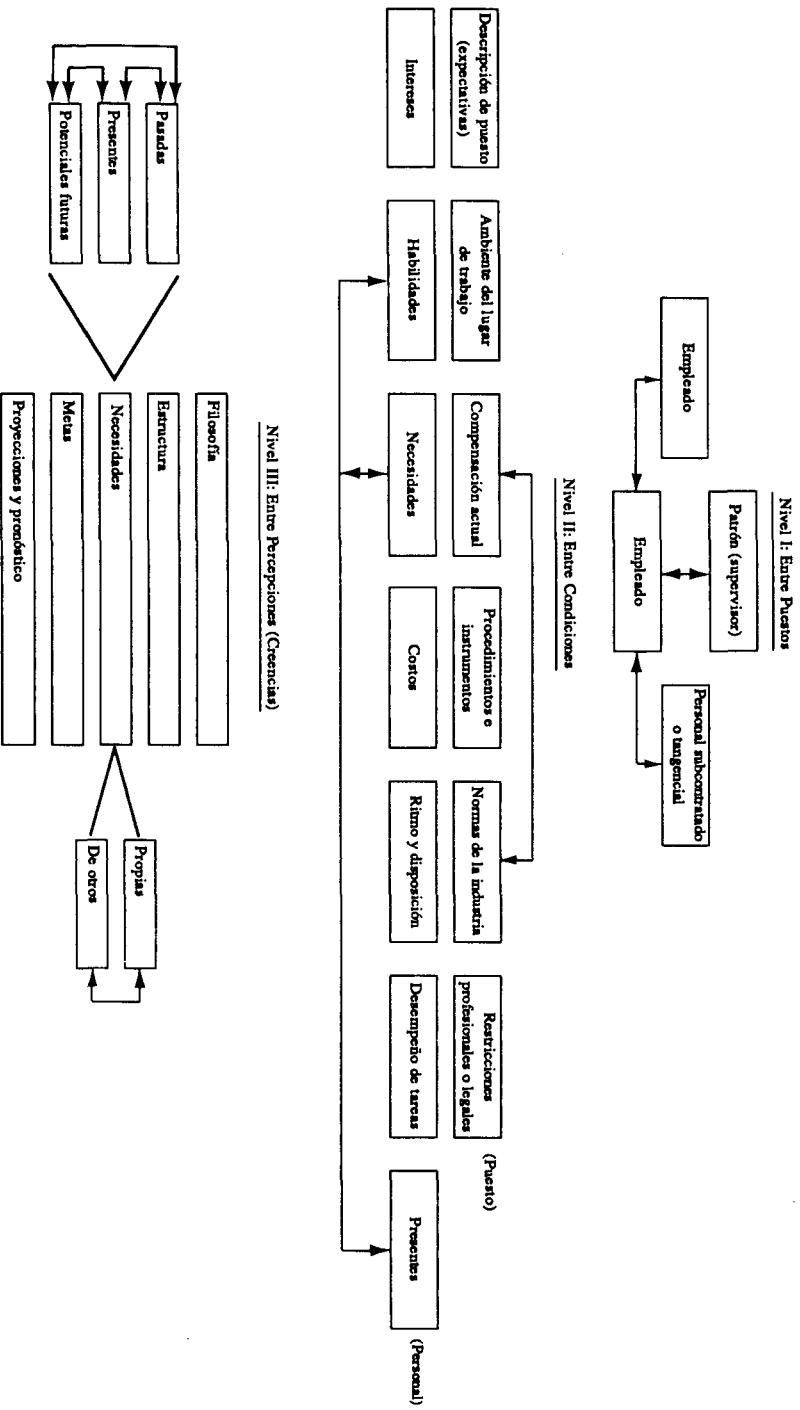 Nivel I: Entre Puestos
Patrón (supervisor)
Empleado
Empleado
Personal subcontratado
o tangencial
Nivel II: Entre Condiciones
Descripción de puesto
(expectativas)
Ambiente del lugar
de trabajo
Compensación actual
Procedimientos e
instrumentos
Normas de la industria
Restricciones
profesionales o legales
(Puesto)
Intereses
Habilidades
Necesidades
Costos
Ritmo y disposición
Desempeño de tareas
Presentes
(Personal)
Nivel III: Entre Percepciones (Creencias)
Filosofía
Estructura
Necesidades
Metas
Proyecciones y pronóstico
Pasadas
Presentes
Potenciales futuras
Propias
De otros